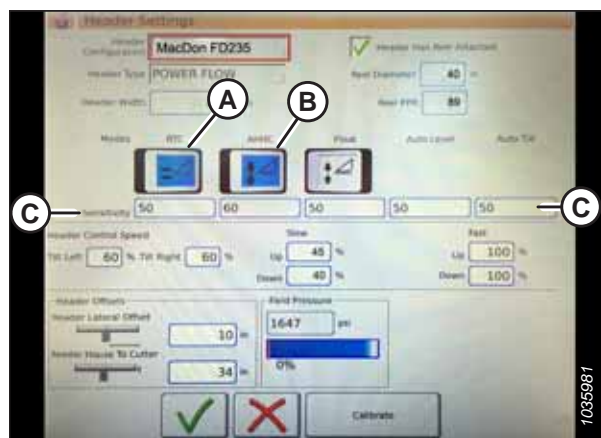 Header Settings
Header Configuration MacDon FD235 Header Has Reel Attached
Header Type POWER FLOW Reel Diameter 40 in
Header Width Reel PPR 89
A B
Modes RTC AHHC Float Auto Level Auto Tilt
C Sensitivity 50 60 50 50 50 C
Header Control Speed Slow Fast
Tilt Left 60 % Tilt Right 60 % Up 45 % Up 100 %
Down 40 % Down 100 %
Header Offsets Field Pressure
Header Lateral Offset 10 in 1647 psi
Feeder House To Cutter 34 in 0%
Calibrate
1035981